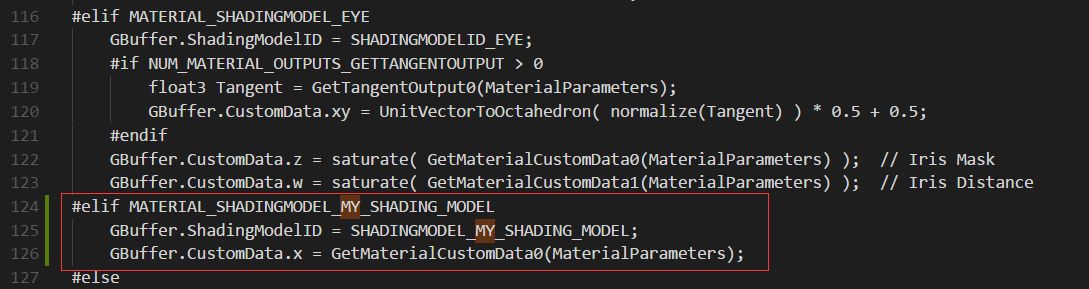 116 #elif MATERIAL_SHADINGMODEL_EYE
117 GBuffer.ShadingModelID = SHADINGMODELID_EYE;
118 #if NUM_MATERIAL_OUTPUTS_GETTANGENTOUTPUT > 0
119 float3 Tangent = GetTangentOutput0(MaterialParameters);
120 GBuffer.CustomData.xy = UnitVectorToOctahedron( normalize(Tangent) ) * 0.5 + 0.5;
121 #endif
122 GBuffer.CustomData.z = saturate( GetMaterialCustomData0(MaterialParameters) );  // Iris Mask
123 GBuffer.CustomData.w = saturate( GetMaterialCustomData1(MaterialParameters) );  // Iris Distance
124 #elif MATERIAL_SHADINGMODEL_MY_SHADING_MODEL
125 GBuffer.ShadingModelID = SHADINGMODEL_MY_SHADING_MODEL;
126 GBuffer.CustomData.x = GetMaterialCustomData0(MaterialParameters);
127 #else